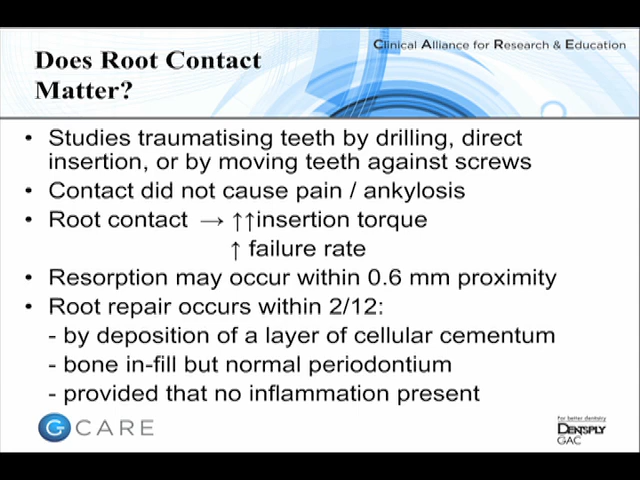 Clinical Alliance for Research & Education
Does Root Contact
Matter?
• Studies traumatising teeth by drilling, direct
insertion, or by moving teeth against screws
• Contact did not cause pain / ankylosis
• Root contact → ↑↑insertion torque
↑ failure rate
• Resorption may occur within 0.6 mm proximity
• Root repair occurs within 2/12:
- by deposition of a layer of cellular cementum
- bone in-fill but normal periodontium
- provided that no inflammation present
G CARE
For better dentistry
DENTSPLY
GAC